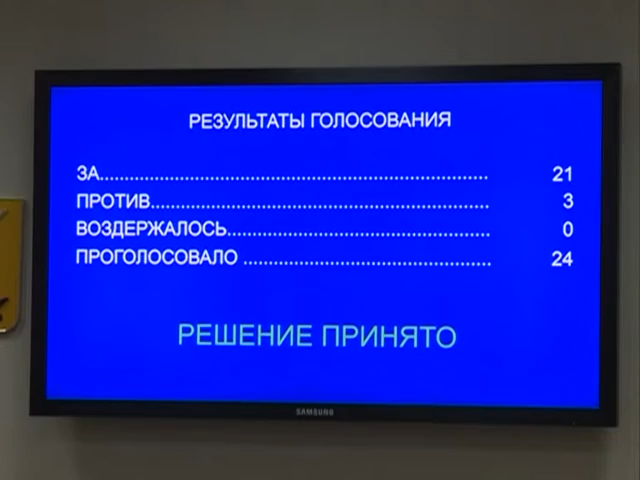 РЕЗУЛЬТАТЫ ГОЛОСОВАНИЯ
ЗА.............................................................................. 21
ПРОТИВ.................................................................... 3
ВОЗДЕРЖАЛОСЬ.................................................... 0
ПРОГОЛОСОВАЛО ................................................. 24
РЕШЕНИЕ ПРИНЯТО
SAMSUNG